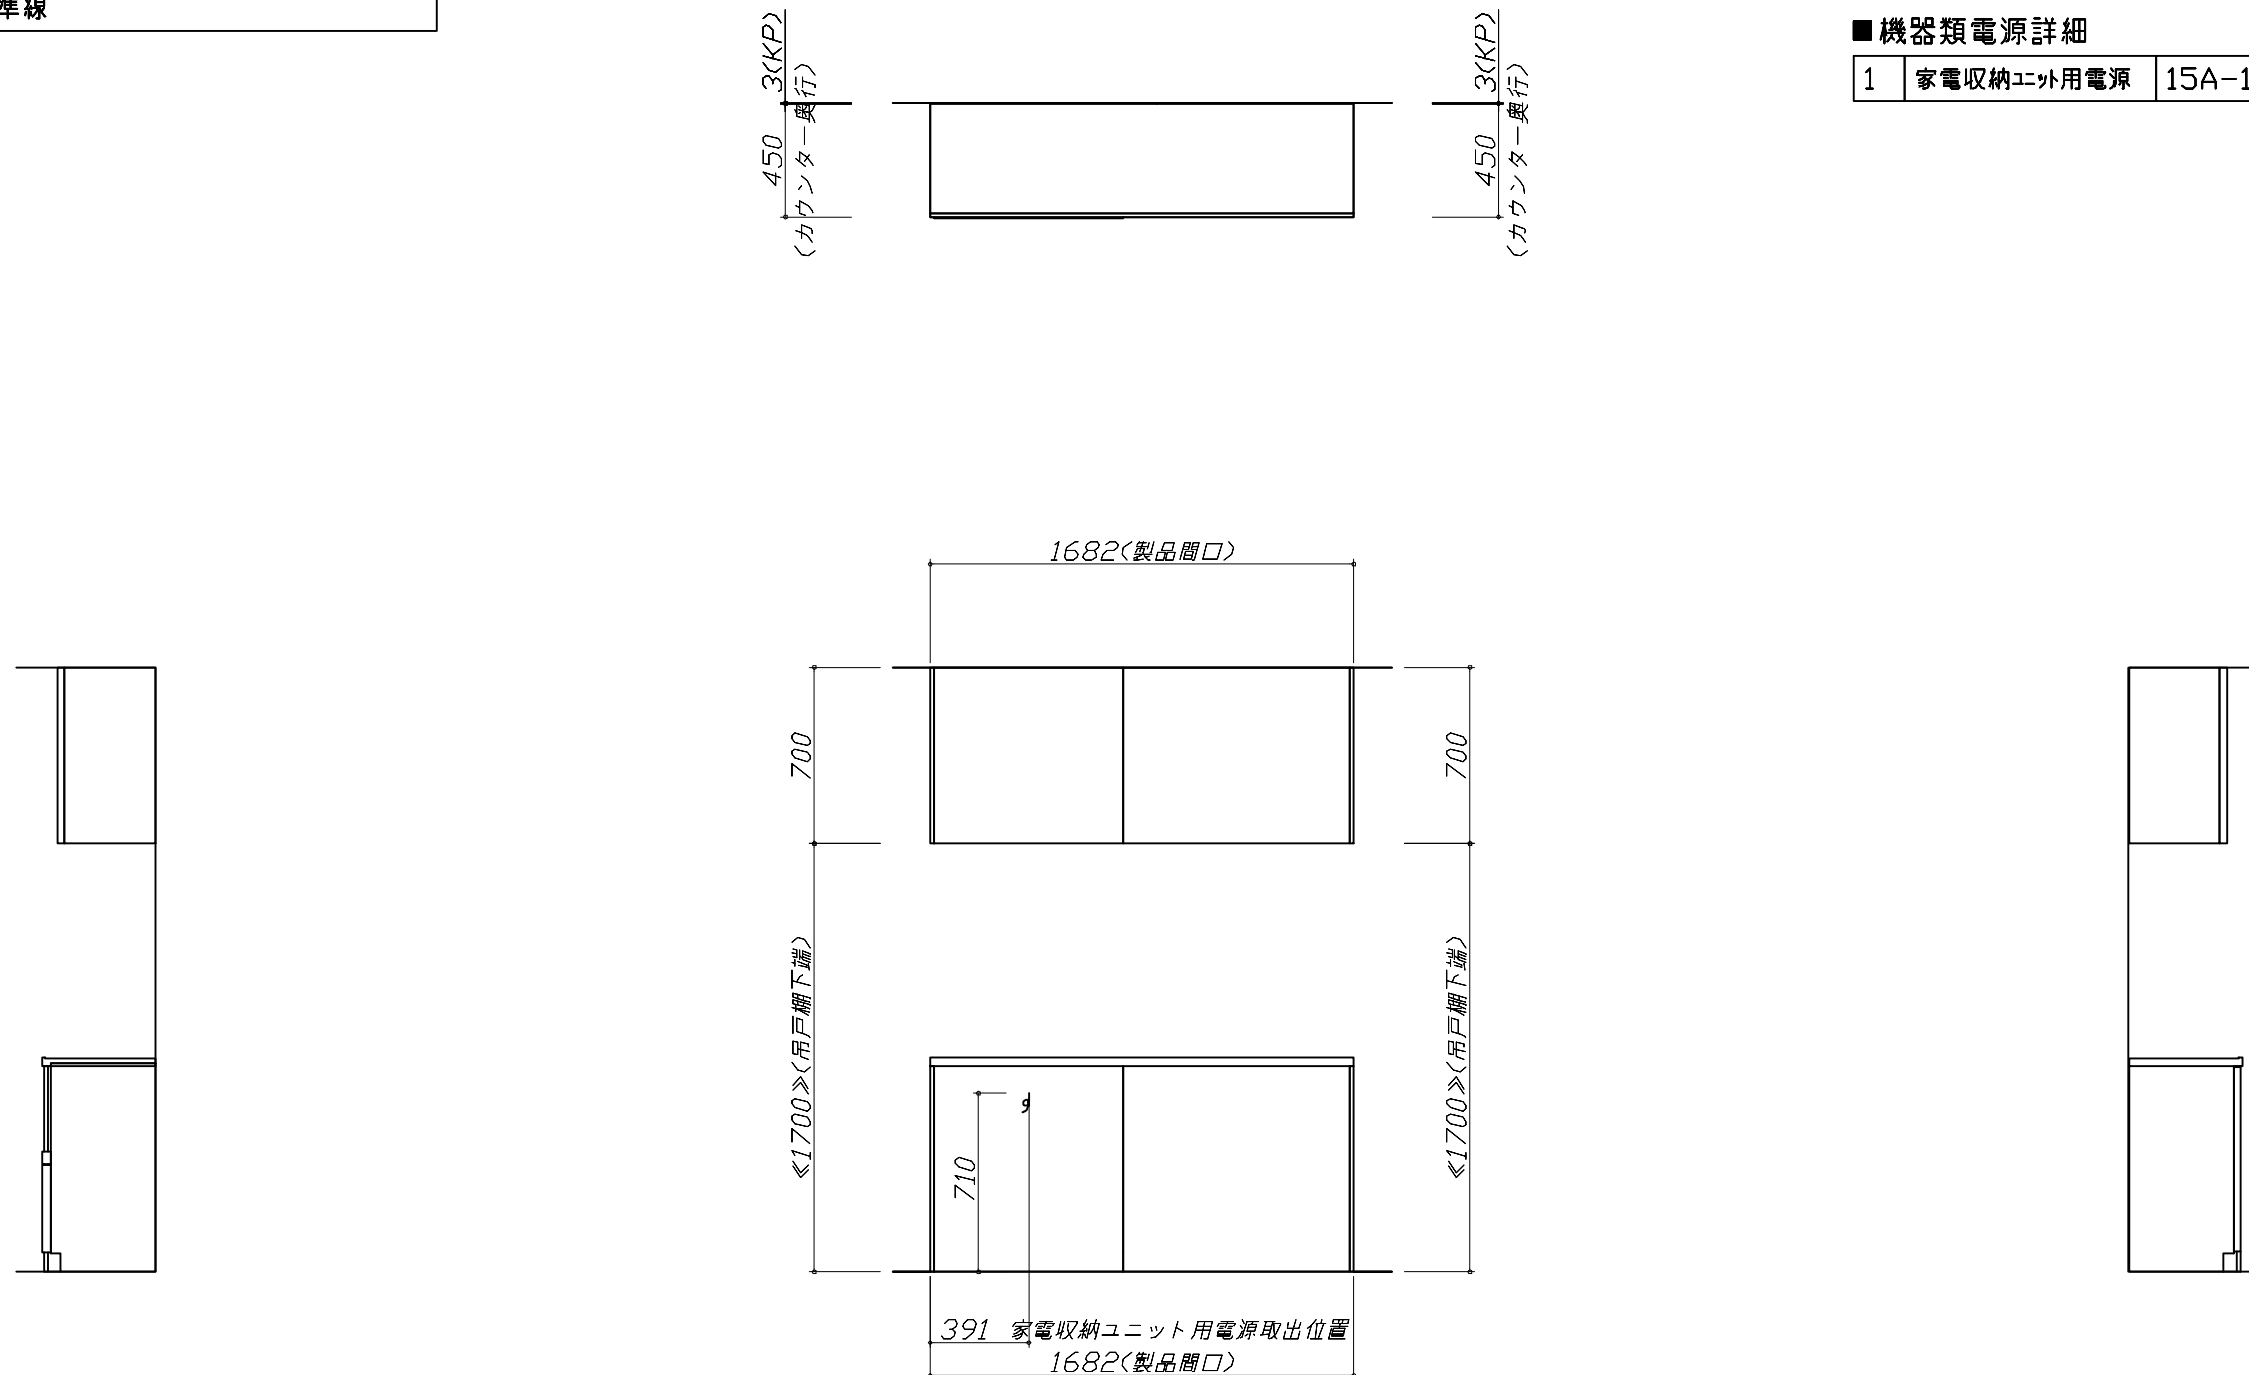 準線
■機器類電源詳細
1 家電収納ユニット用電源 15A-1
3(KP)
450
(カウンター奥行)
3(KP)
450
(カウンター奥行)
1682(製品間口)
700
700
≪1700≫(吊戸棚下端)
≪1700≫(吊戸棚下端)
710
391 家電収納ユニット用電源取出位置
1682(製品間口)